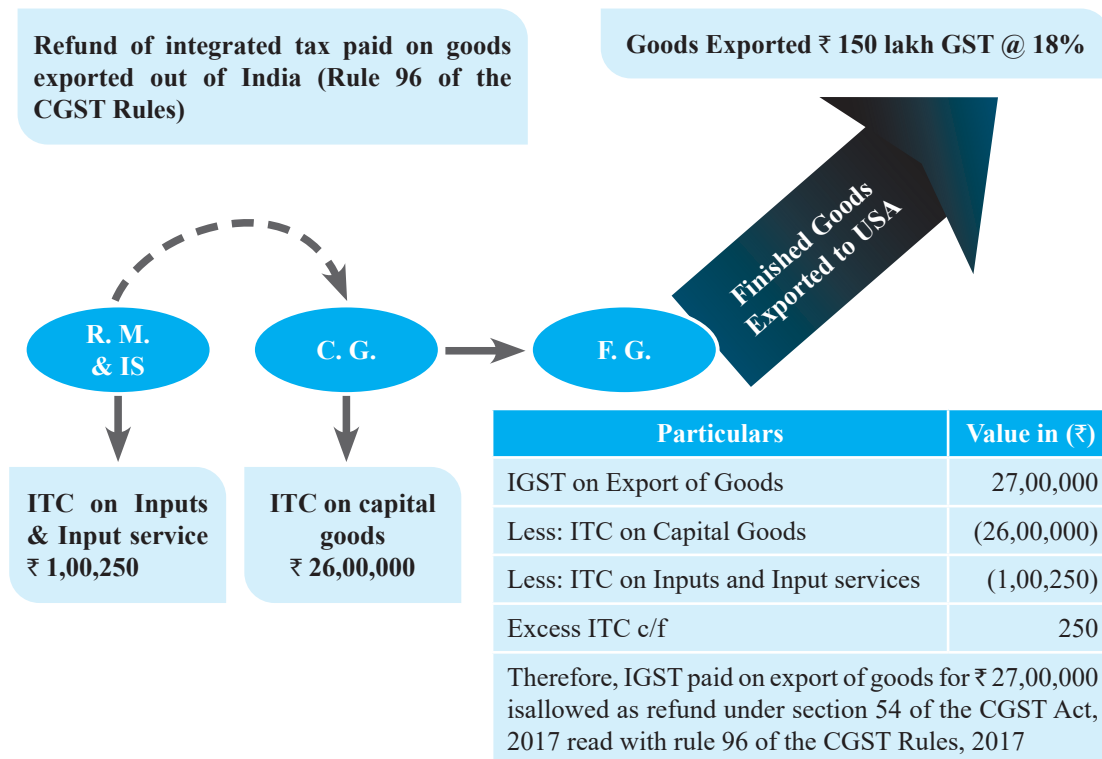 Refund of integrated tax paid on goods
exported out of India (Rule 96 of the
CGST Rules)
Goods Exported ₹ 150 lakh GST @ 18%
Finished Goods
Exported to USA
R. M.
& IS
C. G.
F. G.
ITC on Inputs
& Input service
₹ 1,00,250
ITC on capital
goods
₹ 26,00,000
Particulars Value in (₹)
IGST on Export of Goods 27,00,000
Less: ITC on Capital Goods (26,00,000)
Less: ITC on Inputs and Input services (1,00,250)
Excess ITC c/f 250
Therefore, IGST paid on export of goods for ₹ 27,00,000
isallowed as refund under section 54 of the CGST Act,
2017 read with rule 96 of the CGST Rules, 2017